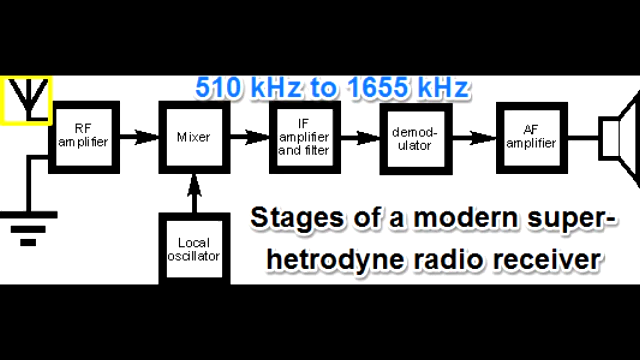 510 kHz to 1655 kHz
RF
amplifier
Mixer
IF
amplifier
and filter
demod-
ulator
AF
amplifier
Local
oscillator
Stages of a modern super-
hetrodyne radio receiver